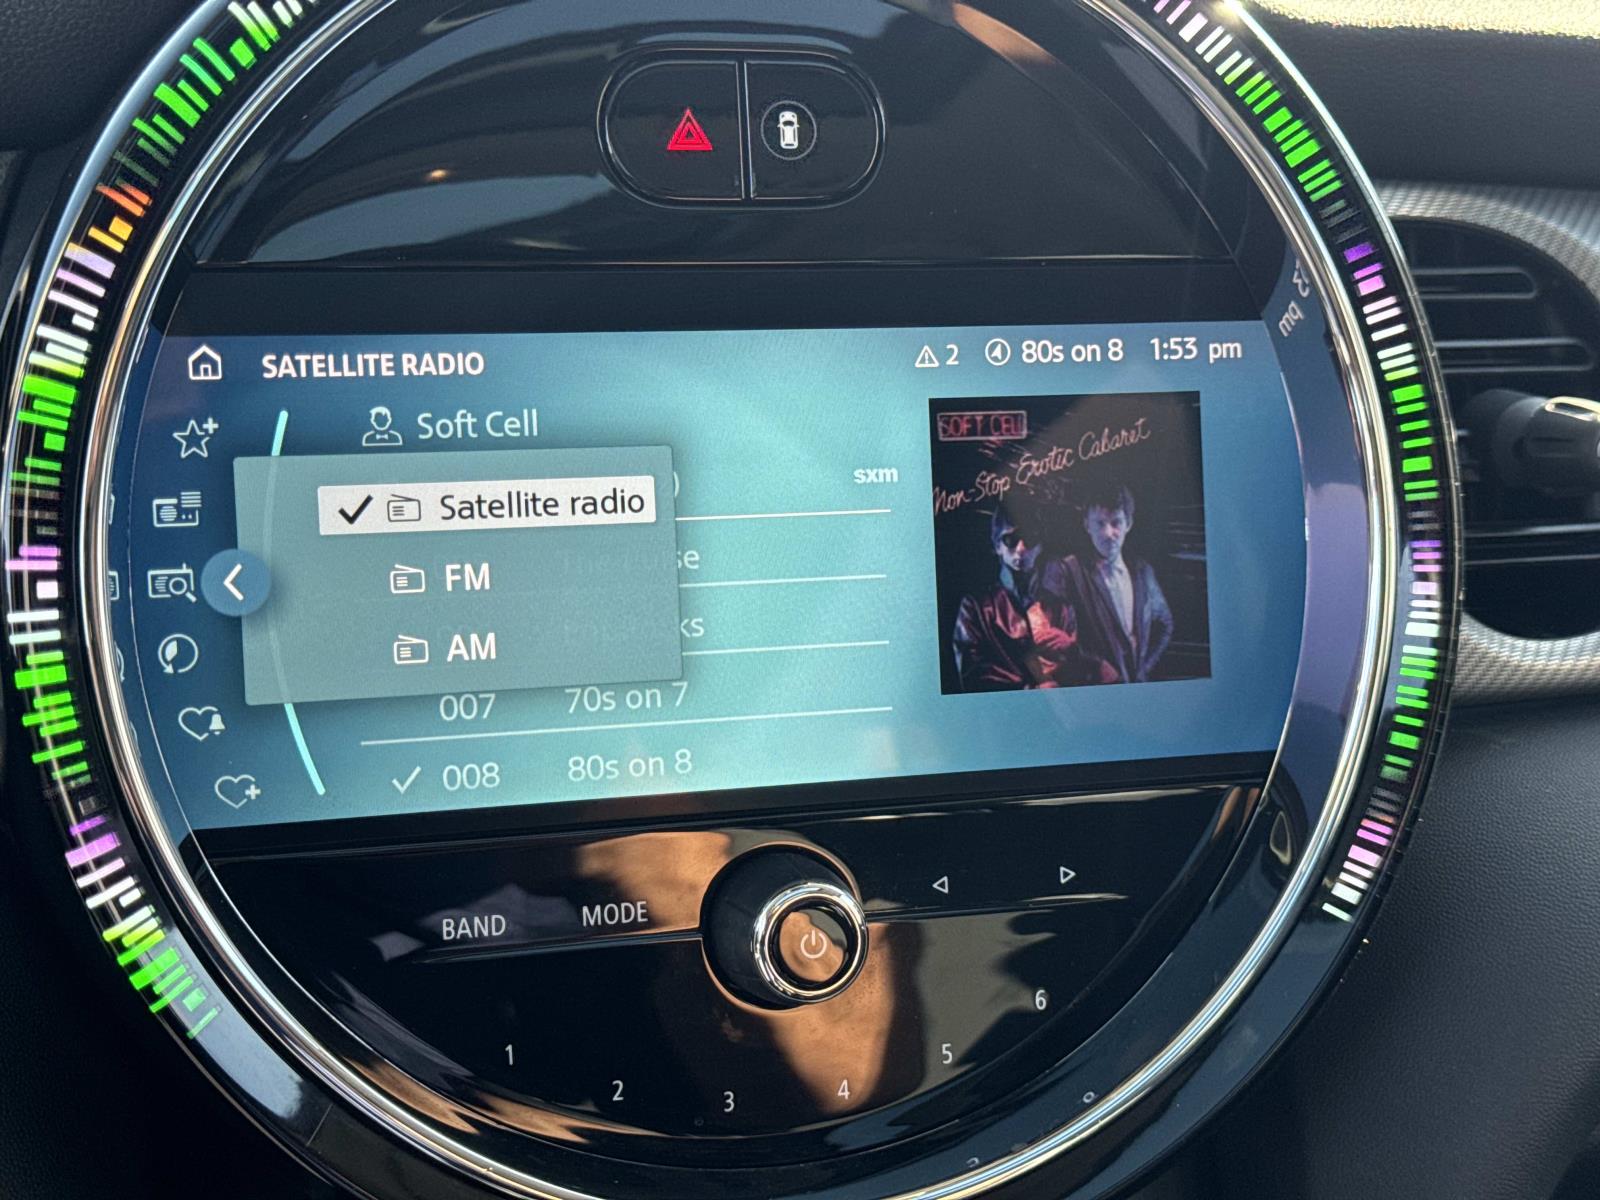 SATELLITE RADIO
2
80s on 8
1:53 pm
Soft Cell
sxm
Satellite radio
FM
AM
007 70s on 7
008 80s on 8
SOFT CELL
Non-Stop Erotic Cabaret
BAND
MODE
1
2
3
4
5
6